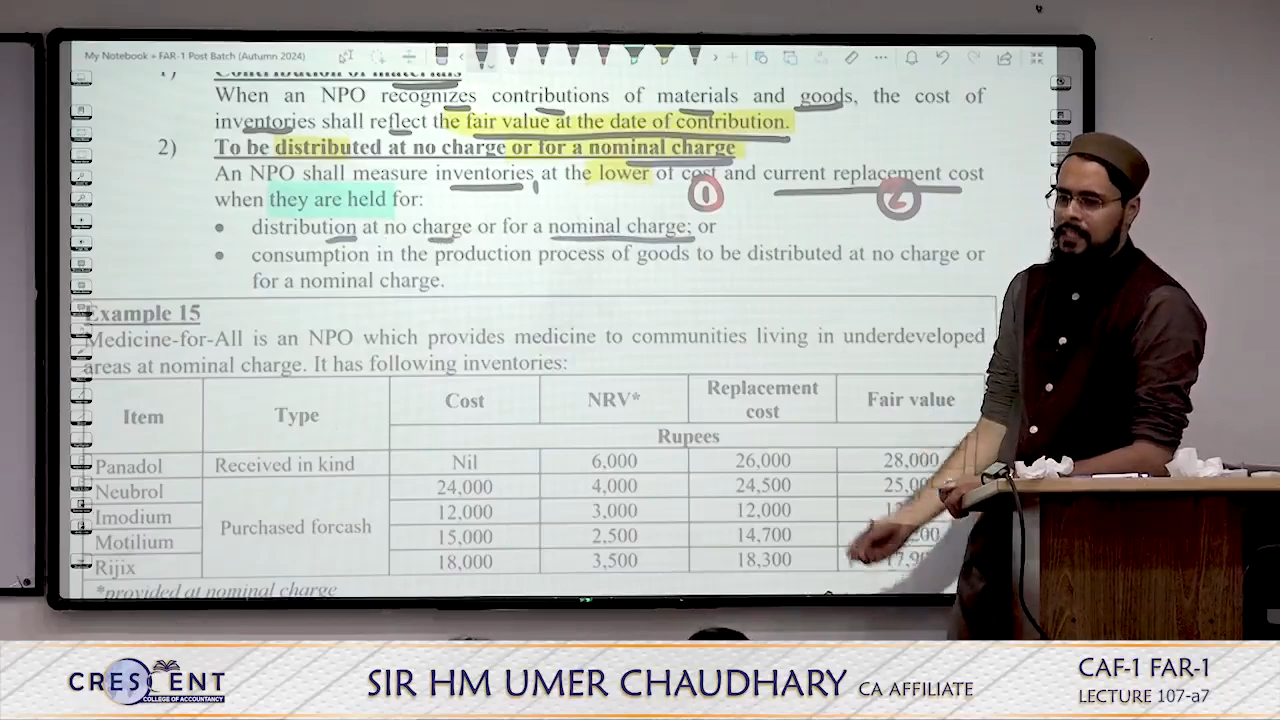 My Notebook » FAR-1 Post Batch (Autumn 2024)
1) Contribution of materials
When an NPO recognizes contributions of materials and goods, the cost of
inventories shall reflect the fair value at the date of contribution.
2) To be distributed at no charge or for a nominal charge
An NPO shall measure inventories at the lower of cost and current replacement cost
1 2
when they are held for:
• distribution at no charge or for a nominal charge; or
• consumption in the production process of goods to be distributed at no charge or
for a nominal charge.
Example 15
Medicine-for-All is an NPO which provides medicine to communities living in underdeveloped
areas at nominal charge. It has following inventories:
Item Type Cost NRV* Replacement cost Fair value
Rupees
Panadol Received in kind Nil 6,000 26,000 28,000
Neubrol 24,000 4,000 24,500
Imodium Purchased forcash 12,000 3,000 12,000
Motilium 15,000 2,500 14,700
Rijix 18,000 3,500 18,300
*provided at nominal charge
CRESCENT
COLLEGE OF ACCOUNTANCY
SIR HM UMER CHAUDHARY CA AFFILIATE
CAF-1 FAR-1
LECTURE 107-a7